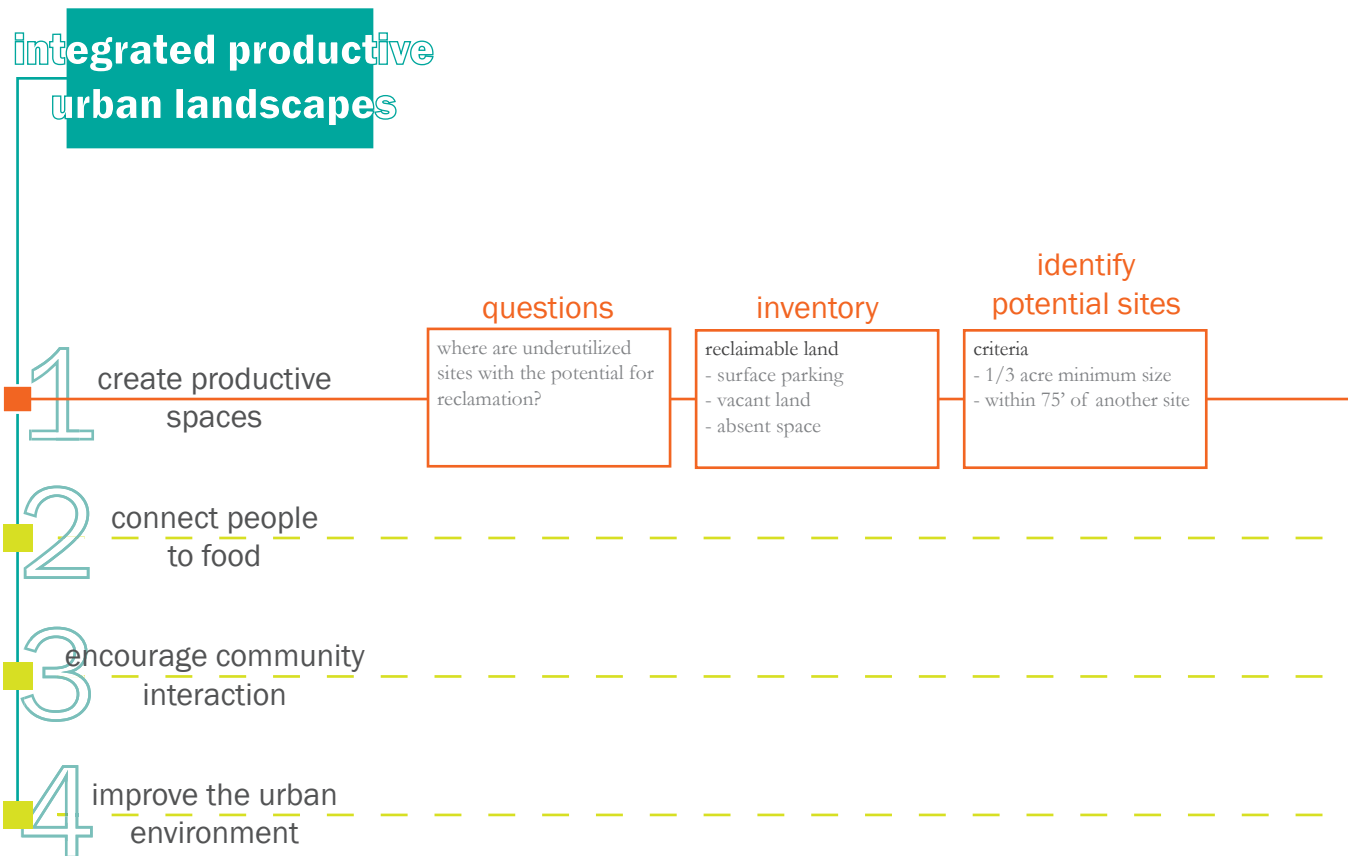 integrated productive
urban landscapes
1
create productive
spaces
questions
where are underutilized
sites with the potential for
reclamation?
inventory
reclaimable land
- surface parking
- vacant land
- absent space
identify
potential sites
criteria
- 1/3 acre minimum size
- within 75’ of another site
2
connect people
to food
3
encourage community
interaction
4
improve the urban
environment